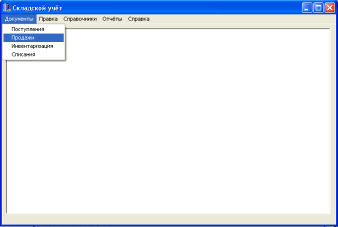 Складской учёт
Документы Правка Справочники Отчёты Справка
Поступления
Продажи
Инвентаризация
Списания